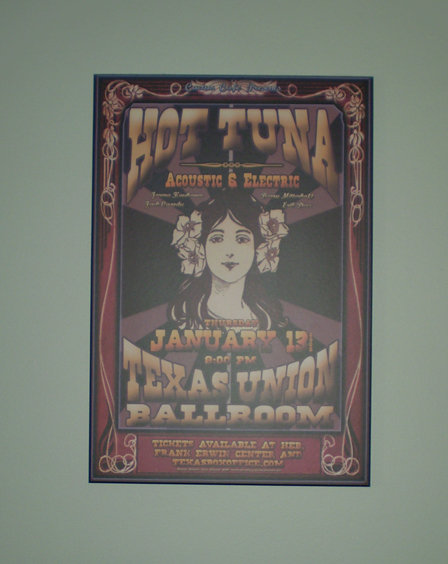 HOT TUNA
ACOUSTIC & ELECTRIC
THURSDAY
JANUARY 13
8:00 PM
TEXAS UNION
BALLROOM
TICKETS AVAILABLE AT HEB,
FRANK ERWIN CENTER AND
TEXASBOXOFFICE.COM